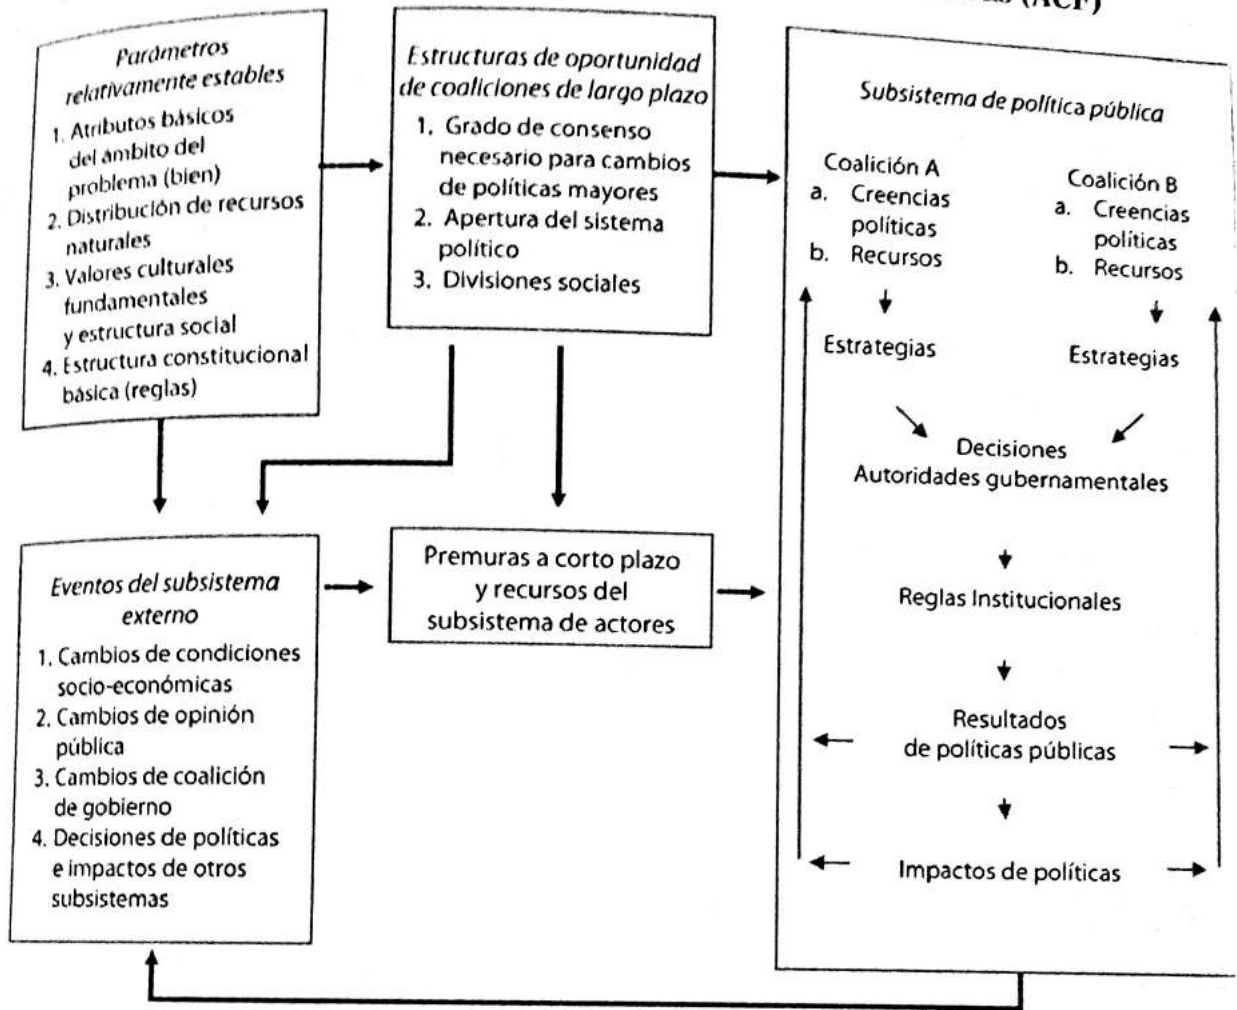 (ACF)
Parámetros
relativamente estables
1. Atributos básicos
del ámbito del
problema (bien)
2. Distribución de recursos
naturales
3. Valores culturales
fundamentales
y estructura social
4. Estructura constitucional
básica (reglas)
Estructuras de oportunidad
de coaliciones de largo plazo
1. Grado de consenso
necesario para cambios
de políticas mayores
2. Apertura del sistema
político
3. Divisiones sociales
Subsistema de política pública
Coalición A
a. Creencias
políticas
b. Recursos
Estrategias
Coalición B
a. Creencias
políticas
b. Recursos
Estrategias
Decisiones
Autoridades gubernamentales
Reglas Institucionales
Resultados
de políticas públicas
Impactos de políticas
Eventos del subsistema
externo
1. Cambios de condiciones
socio-económicas
2. Cambios de opinión
pública
3. Cambios de coalición
de gobierno
4. Decisiones de políticas
e impactos de otros
subsistemas
Premuras a corto plazo
y recursos del
subsistema de actores